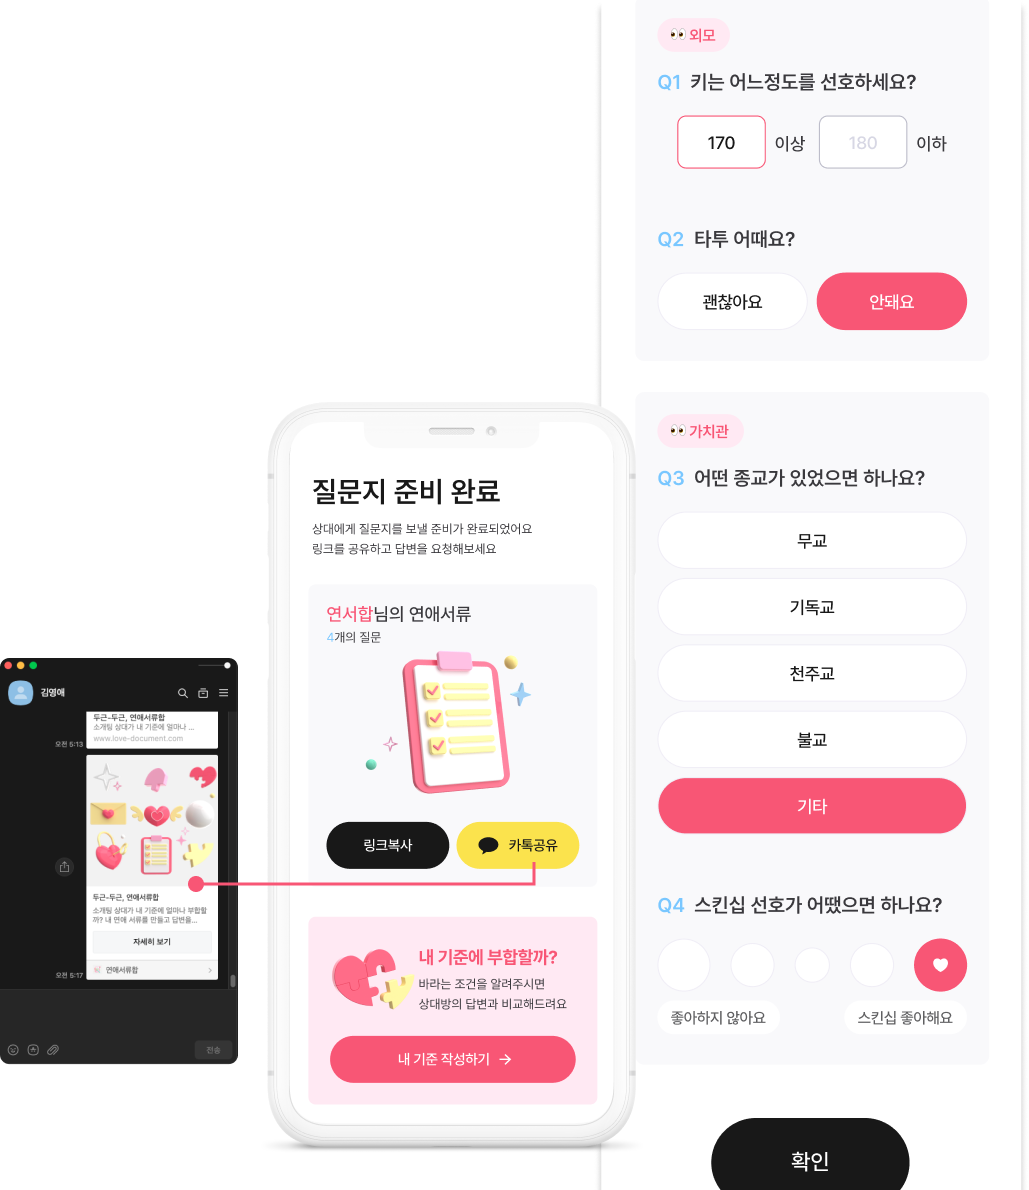 외모
Q1 키는 어느정도를 선호하세요?
170 이상 180 이하
Q2 타투 어때요?
괜찮아요
안돼요
가치관
Q3 어떤 종교가 있었으면 하나요?
무교
기독교
천주교
불교
기타
Q4 스킨십 선호가 어땠으면 하나요?
좋아하지 않아요
스킨십 좋아해요
확인
질문지 준비 완료
상대에게 질문지를 보낼 준비가 완료되었어요
링크를 공유하고 답변을 요청해보세요
연서합님의 연애서류
4개의 질문
링크복사
카톡공유
내 기준에 부합할까?
바라는 조건을 알려주시면
상대방의 답변과 비교해드려요
내 기준 작성하기 →
김영애
두근~두근, 연애서류합
소개팅 상대가 내 기준에 얼마나 ...
www.love-document.com
오전 5:13
두근~두근, 연애서류합
소개팅 상대가 내 기준에 얼마나 부합할
까? 내 연애 서류를 만들고 답변을...
자세히 보기
연애서류합
오전 5:17
전송